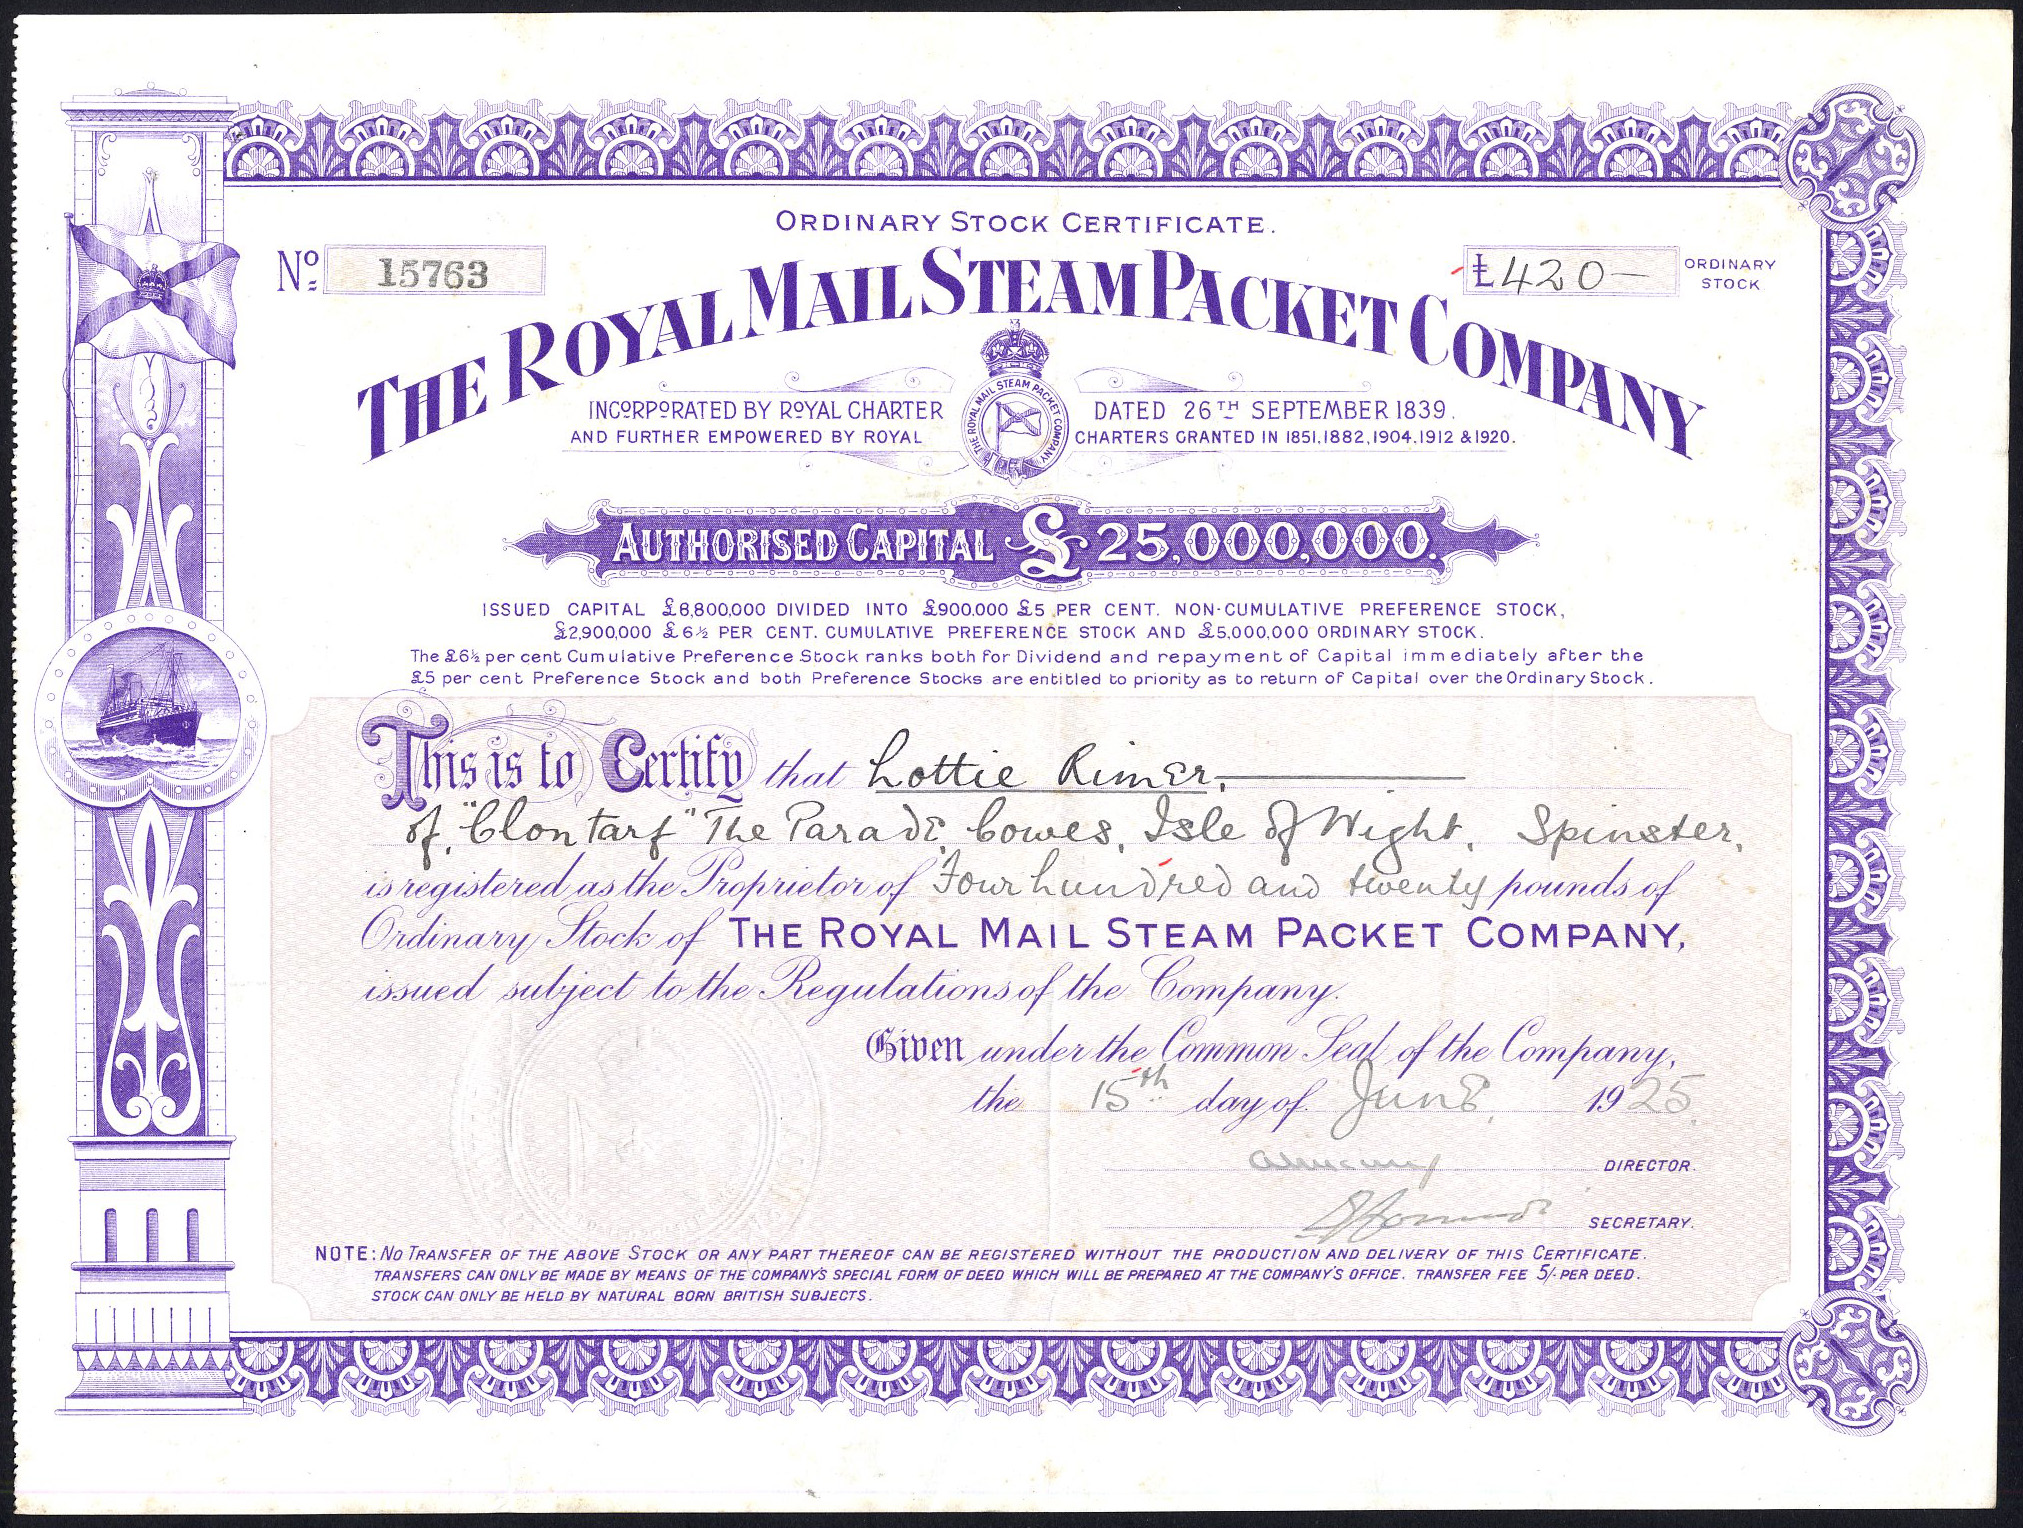 ORDINARY STOCK CERTIFICATE.
Nº 15763
£420— ORDINARY STOCK
THE ROYAL MAIL STEAM PACKET COMPANY
THE ROYAL MAIL STEAM PACKET COMPANY
INCORPORATED BY ROYAL CHARTER DATED 26TH SEPTEMBER 1839.
AND FURTHER EMPOWERED BY ROYAL CHARTERS GRANTED IN 1851, 1882, 1904, 1912 & 1920.
AUTHORISED CAPITAL £25,000,000.
ISSUED CAPITAL £8,800,000 DIVIDED INTO £900,000 £5 PER CENT. NON-CUMULATIVE PREFERENCE STOCK,
£2,900,000 £6½ PER CENT. CUMULATIVE PREFERENCE STOCK AND £5,000,000 ORDINARY STOCK.
The £6½ per cent Cumulative Preference Stock ranks both for Dividend and repayment of Capital immediately after the
£5 per cent Preference Stock and both Preference Stocks are entitled to priority as to return of Capital over the Ordinary Stock.
This is to Certify that Lottie Rimer,
of, "Clontarf" The Parade, Cowes, Isle of Wight, Spinster,
is registered as the Proprietor of Four hundred and twenty pounds of
Ordinary Stock of THE ROYAL MAIL STEAM PACKET COMPANY,
issued subject to the Regulations of the Company.
Given under the Common Seal of the Company,
the 15th day of June, 1925
DIRECTOR.
SECRETARY.
NOTE: NO TRANSFER OF THE ABOVE STOCK OR ANY PART THEREOF CAN BE REGISTERED WITHOUT THE PRODUCTION AND DELIVERY OF THIS CERTIFICATE.
TRANSFERS CAN ONLY BE MADE BY MEANS OF THE COMPANY'S SPECIAL FORM OF DEED WHICH WILL BE PREPARED AT THE COMPANY'S OFFICE. TRANSFER FEE 5/- PER DEED.
STOCK CAN ONLY BE HELD BY NATURAL BORN BRITISH SUBJECTS.